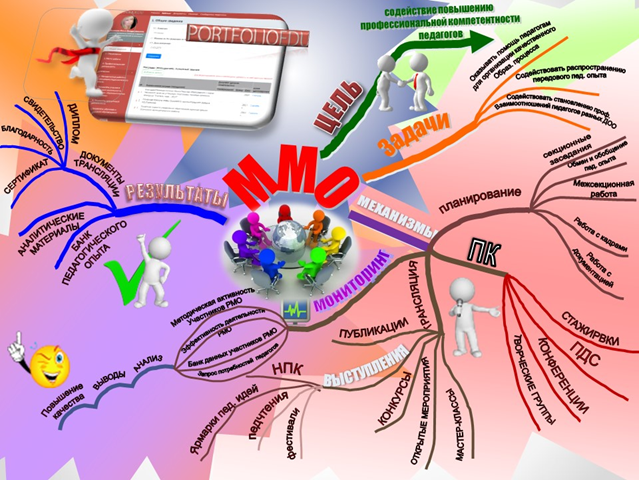 содействие повышению
профессиональной компетентности
педагогов
PORTFOLIOEDU
ЦЕЛЬ
Задачи
Оказывать помощь педагогам
для организации качественного
Образ. процесса
Содействовать распространению
передового пед. опыта
Содействовать становлению проф.
Взаимоотношений педагогов разных ДОО
ММО
РЕЗУЛЬТАТЫ
ДОКУМЕНТЫ
ТРАНСЛЯЦИИ
ДИПЛОМ
СВИДЕТЕЛЬСТВО
БЛАГОДАРНОСТЬ
СЕРТИФИКАТ
АНАЛИТИЧЕСКИЕ
МАТЕРИАЛЫ
БАНК
ПЕДАГОГИЧЕСКОГО
ОПЫТА
МЕХАНИЗМЫ
планирование
секционные
заседания
Обмен и обобщение
пед. опыта
Межсекционная
работа
Работа с кадрами
Работа с
документацией
ПК
СТАЖИРВКИ
ПДС
КОНФЕРЕНЦИИ
ТВОРЧЕСКИЕ ГРУППЫ
ТРАНСЛЯЦИЯ
ПУБЛИКАЦИИ
ВЫСТУПЛЕНИЯ
КОНКУРСЫ
ОТКРЫТЫЕ МЕРОПРИЯТИЯ
МАСТЕР-КЛАССЫ
НПК
Ярмарки пед. идей
педчтения
фестивали
МОНИТОРИНГ
Методическая активность
Участников РМО
Эффективность деятельности
РМО
Банк данных участников РМО
Запрос потребностей педагогов
АНАЛИЗ
ВЫВОДЫ
Повышение
качества